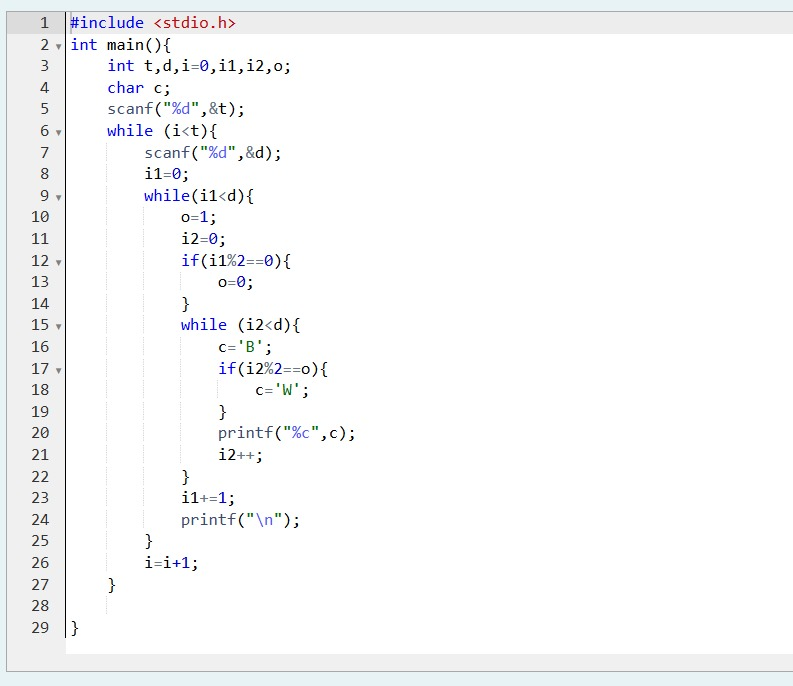 1 #include <stdio.h>
2 int main(){
3     int t,d,i=0,i1,i2,o;
4     char c;
5     scanf("%d",&t);
6     while (i<t){
7         scanf("%d",&d);
8         i1=0;
9         while(i1<d){
10             o=1;
11             i2=0;
12             if(i1%2==0){
13                 o=0;
14             }
15             while (i2<d){
16                 c='B';
17                 if(i2%2==o){
18                     c='W';
19                 }
20                 printf("%c",c);
21                 i2++;
22             }
23             i1+=1;
24             printf("\n");
25         }
26         i=i+1;
27     }
28
29 }